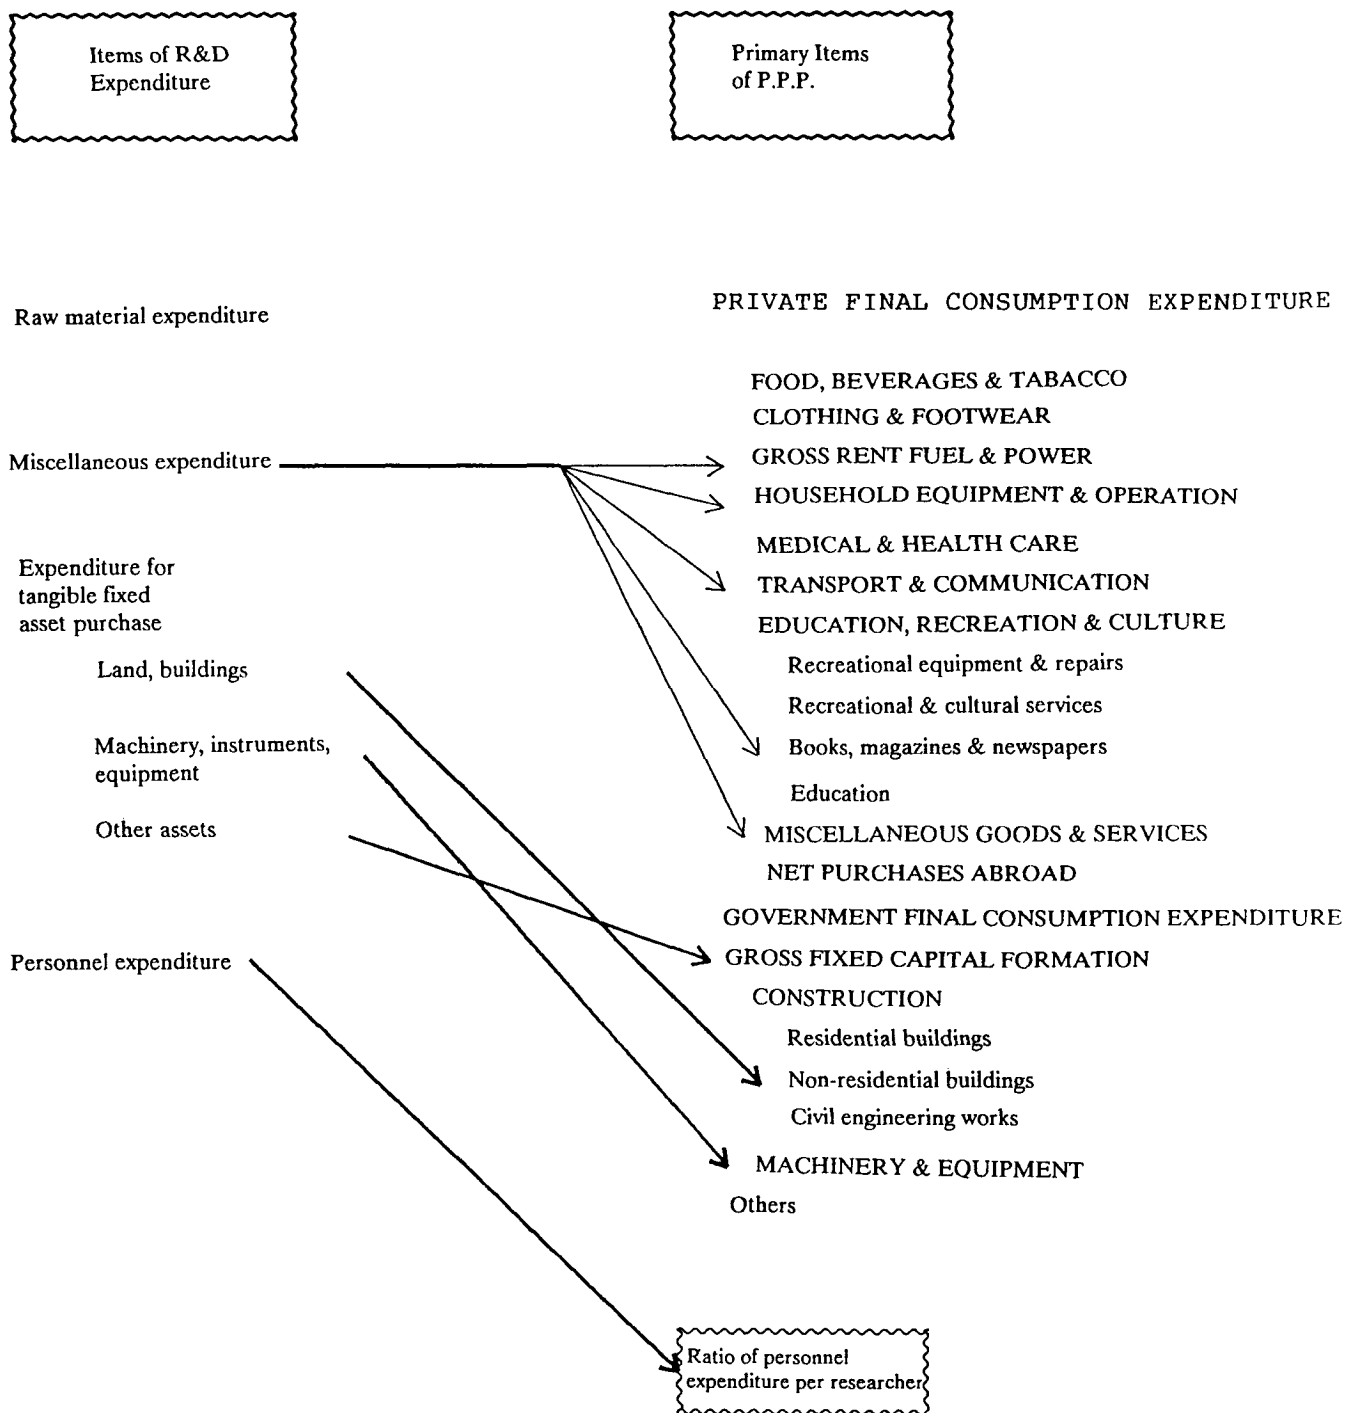 Items of R&D
Expenditure
Primary Items
of P.P.P.
Raw material expenditure
Miscellaneous expenditure
Expenditure for
tangible fixed
asset purchase
Land, buildings
Machinery, instruments,
equipment
Other assets
Personnel expenditure
PRIVATE FINAL CONSUMPTION EXPENDITURE
FOOD, BEVERAGES & TABACCO
CLOTHING & FOOTWEAR
GROSS RENT FUEL & POWER
HOUSEHOLD EQUIPMENT & OPERATION
MEDICAL & HEALTH CARE
TRANSPORT & COMMUNICATION
EDUCATION, RECREATION & CULTURE
Recreational equipment & repairs
Recreational & cultural services
Books, magazines & newspapers
Education
MISCELLANEOUS GOODS & SERVICES
NET PURCHASES ABROAD
GOVERNMENT FINAL CONSUMPTION EXPENDITURE
GROSS FIXED CAPITAL FORMATION
CONSTRUCTION
Residential buildings
Non-residential buildings
Civil engineering works
MACHINERY & EQUIPMENT
Others
Ratio of personnel
expenditure per researcher